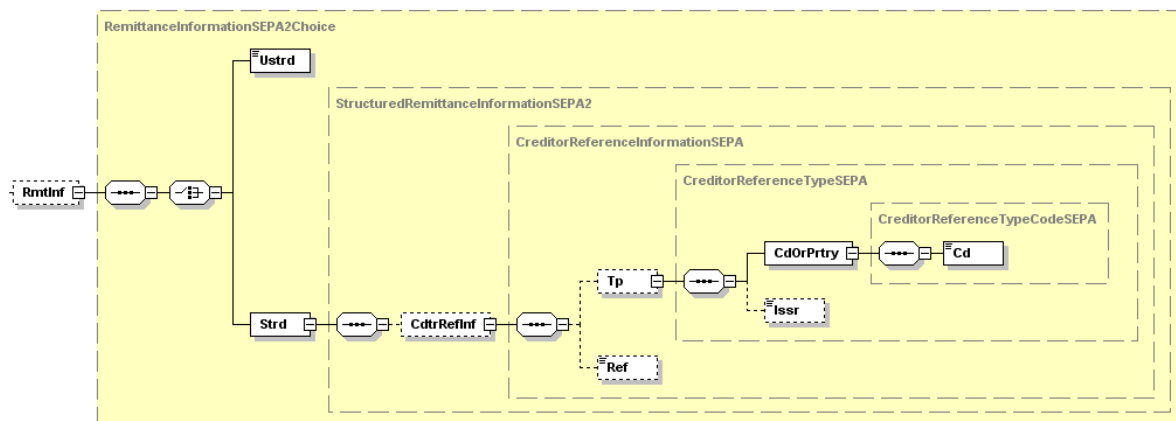 RemittanceInformationSEPA2Choice
Ustrd
StructuredRemittanceInformationSEPA2
CreditorReferenceInformationSEPA
CreditorReferenceTypeSEPA
CreditorReferenceTypeCodeSEPA
RmtInf
CdOrPrtry
Cd
Tp
Issr
Strd
CdtrRefInf
Ref